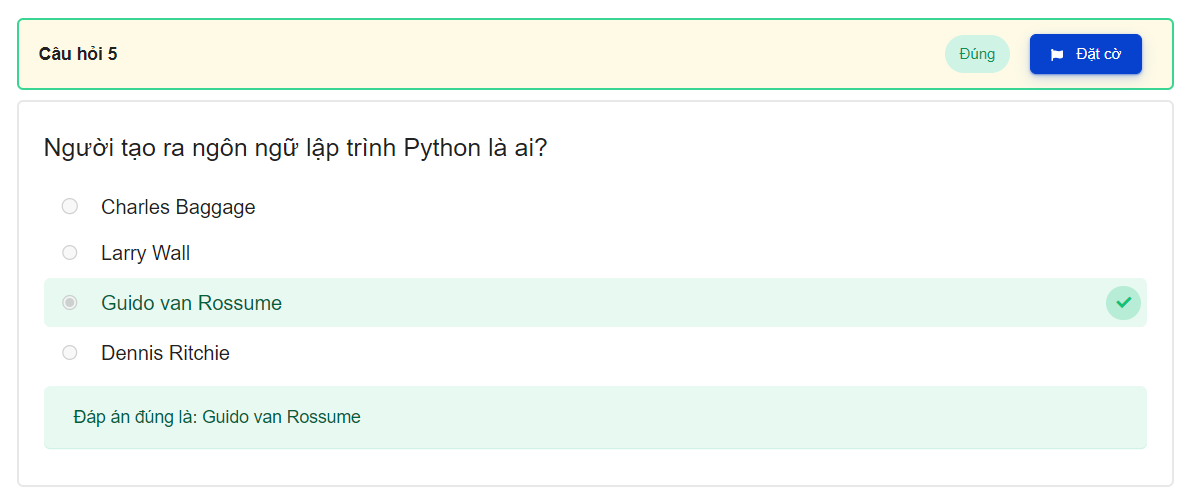 Câu hỏi 5
Đúng
Đặt cờ
Người tạo ra ngôn ngữ lập trình Python là ai?
Charles Baggage
Larry Wall
Guido van Rossume
Dennis Ritchie
Đáp án đúng là: Guido van Rossume